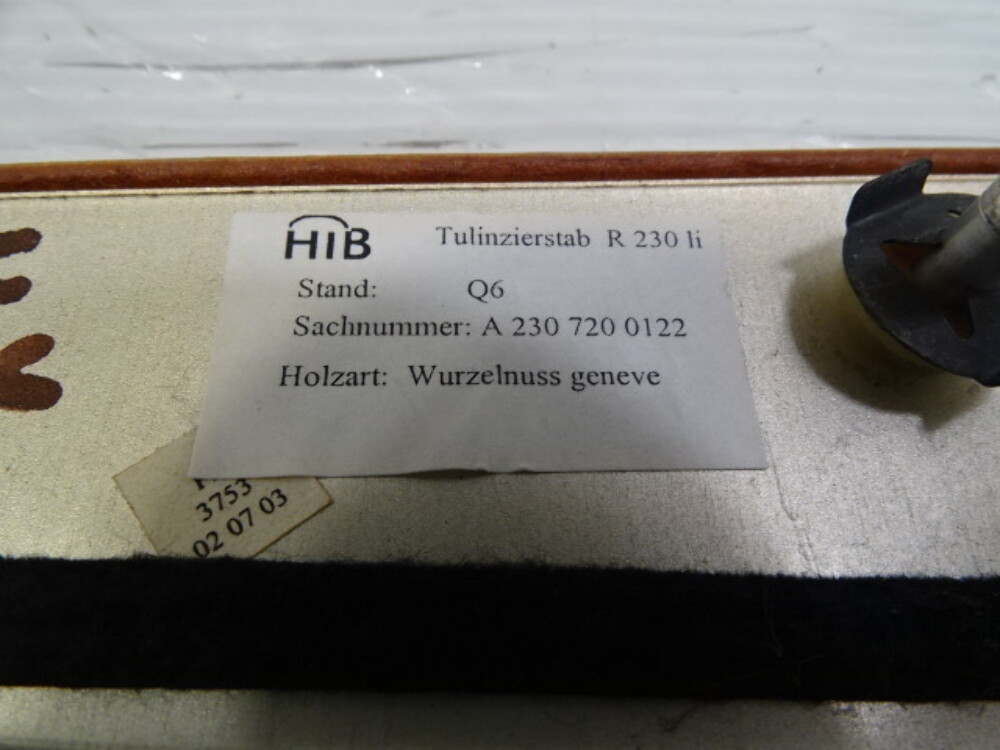 HIB Tulinzierstab R 230 li
Stand: Q6
Sachnummer: A 230 720 0122
Holzart: Wurzelnuss geneve
3753
02 07 03